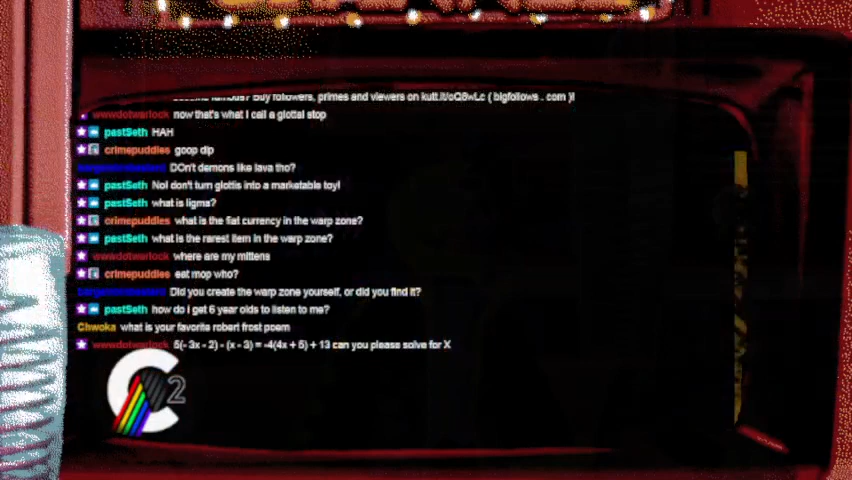 Buy followers, primes and viewers on kutt.it/oQ8wLc ( bigfollows . com )!
wwwdotwarlock now that's what I call a glottal stop
pastSeth HAH
crimepuddles goop dip
DOn't demons like lava tho?
pastSeth No! don't turn glottis into a marketable toy!
pastSeth what is ligma?
crimepuddles what is the fiat currency in the warp zone?
pastSeth what is the rarest item in the warp zone?
wwwdotwarlock where are my mittens
crimepuddles eat mop who?
Did you create the warp zone yourself, or did you find it?
pastSeth how do I get 6 year olds to listen to me?
Chwoka what is your favorite robert frost poem
wwwdotwarlock 5(- 3x - 2) - (x - 3) = -4(4x + 5) + 13 can you please solve for X
C2